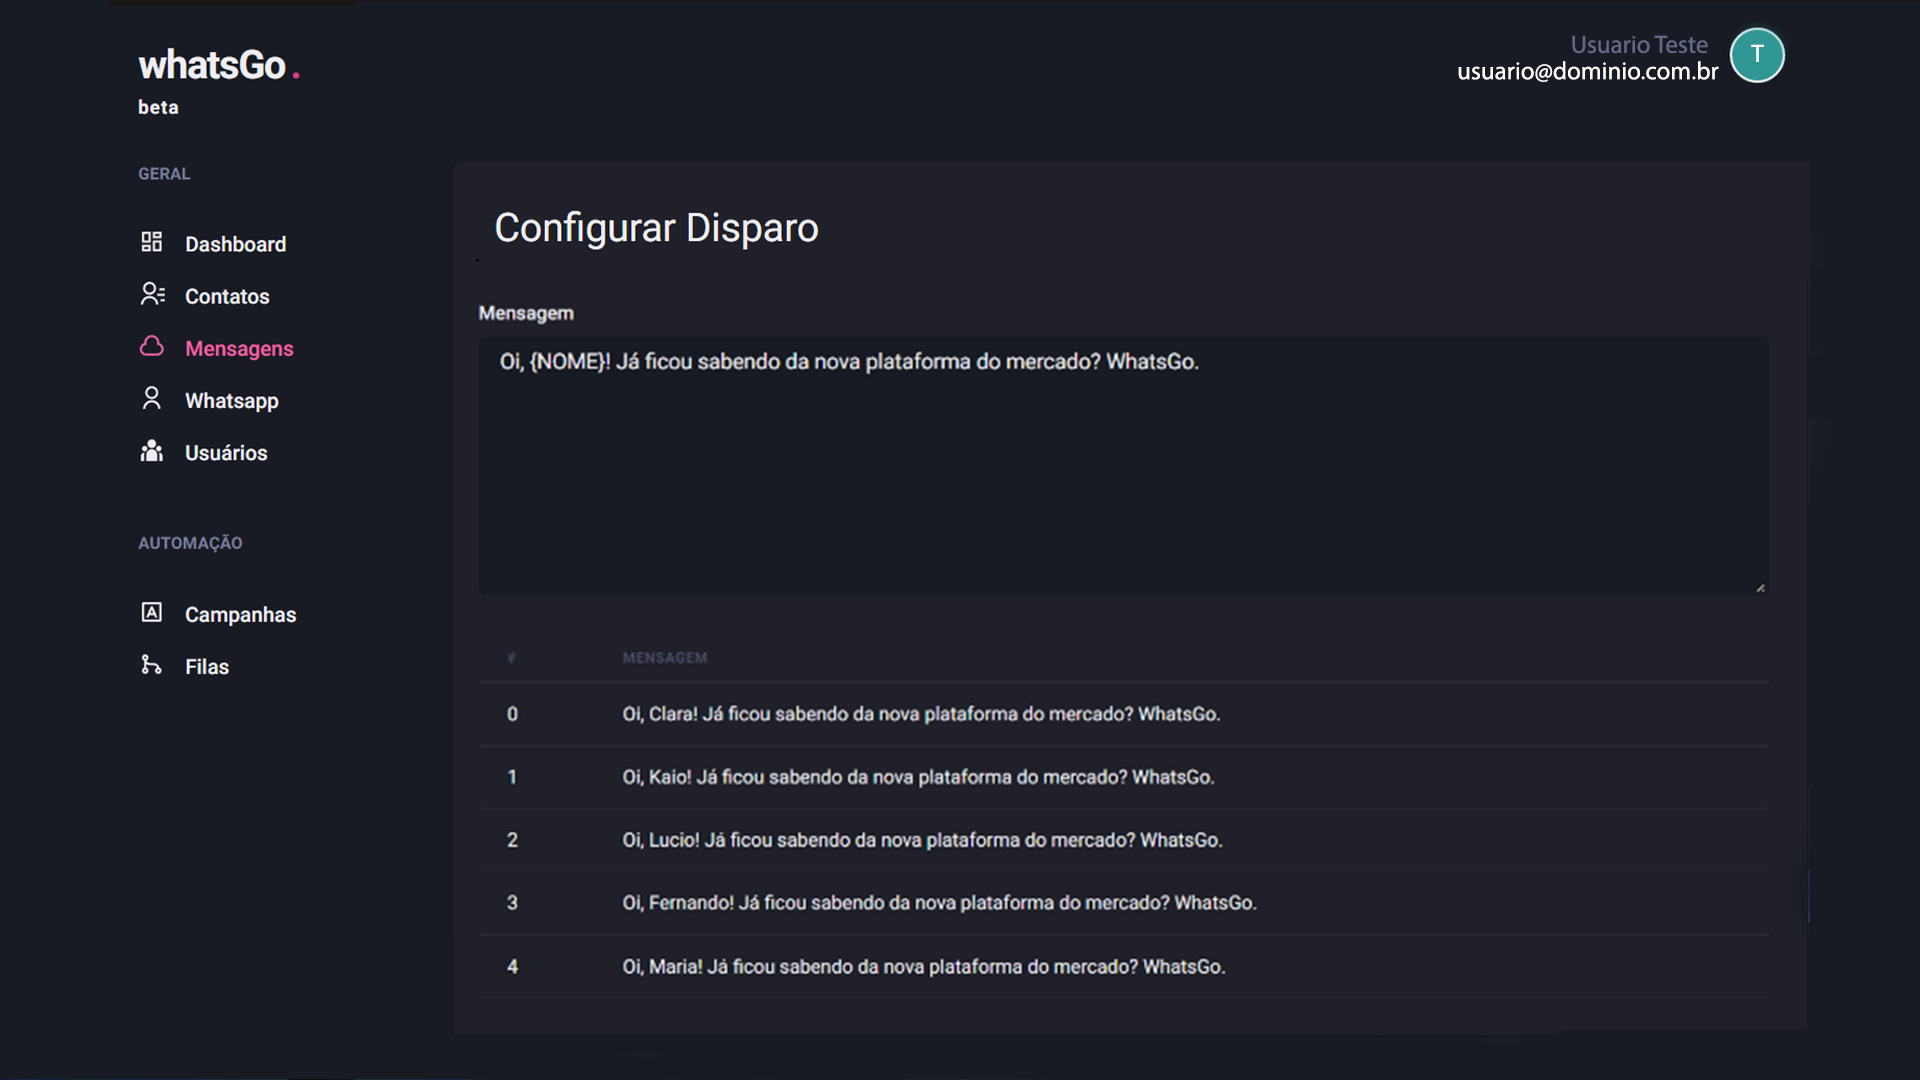 whatsGo.
beta
Usuario Teste
usuario@dominio.com.br
T
GERAL
Dashboard
Contatos
Mensagens
Whatsapp
Usuários
AUTOMAÇÃO
Campanhas
Filas
Configurar Disparo
Mensagem
Oi, {NOME}! Já ficou sabendo da nova plataforma do mercado? WhatsGo.
# MENSAGEM
0 Oi, Clara! Já ficou sabendo da nova plataforma do mercado? WhatsGo.
1 Oi, Kaio! Já ficou sabendo da nova plataforma do mercado? WhatsGo.
2 Oi, Lucio! Já ficou sabendo da nova plataforma do mercado? WhatsGo.
3 Oi, Fernando! Já ficou sabendo da nova plataforma do mercado? WhatsGo.
4 Oi, Maria! Já ficou sabendo da nova plataforma do mercado? WhatsGo.